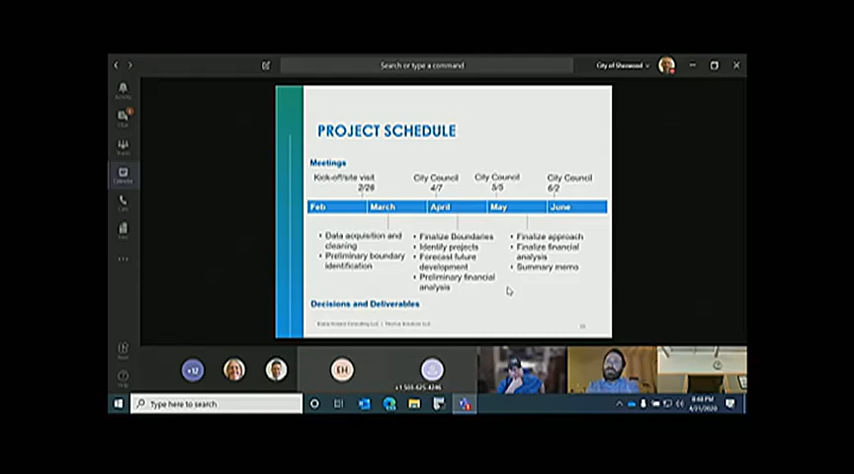 Search or type a command
City of Sherwood
PROJECT SCHEDULE
Meetings
Kick-off/site visit
2/26
City Council
4/7
City Council
5/5
City Council
6/2
Feb March April May June
• Data acquisition and
cleaning
• Preliminary boundary
identification
• Finalize Boundaries
• Identify projects
• Forecast future
development
• Preliminary financial
analysis
• Finalize approach
• Finalize financial
analysis
• Summary memo
Decisions and Deliverables
Calendar
+12
EH
Type here to search
8:48 PM
4/21/2020